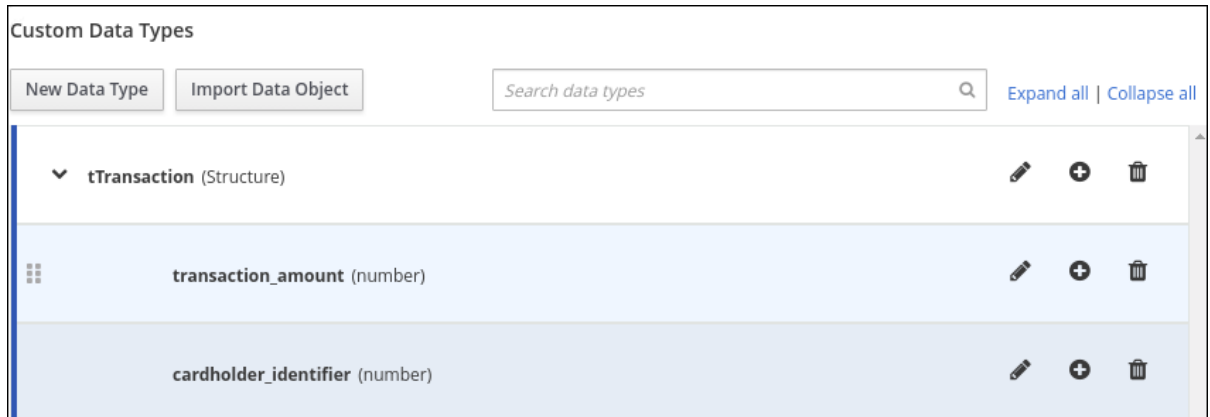 Custom Data Types
New Data Type Import Data Object Search data types Expand all | Collapse all
tTransaction (Structure)
transaction_amount (number)
cardholder_identifier (number)